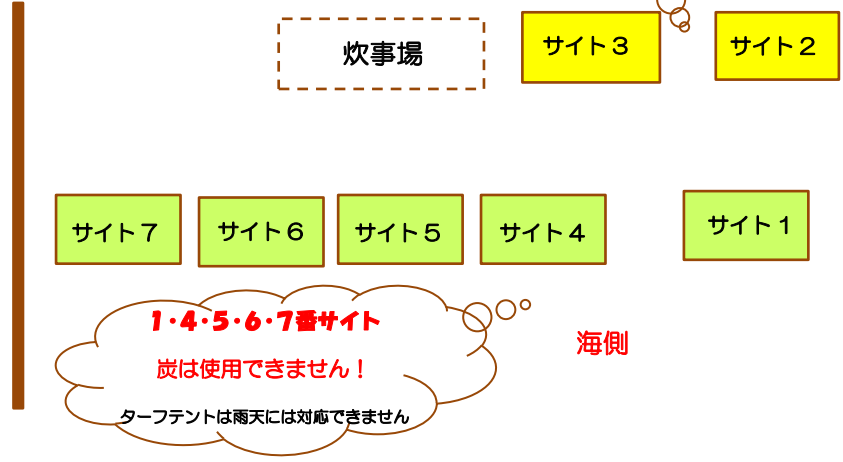 炊事場
サイト３
サイト２
サイト７
サイト６
サイト５
サイト４
サイト１
１・４・５・６・７番サイト
炭は使用できません！
ターフテントは雨天には対応できません
海側